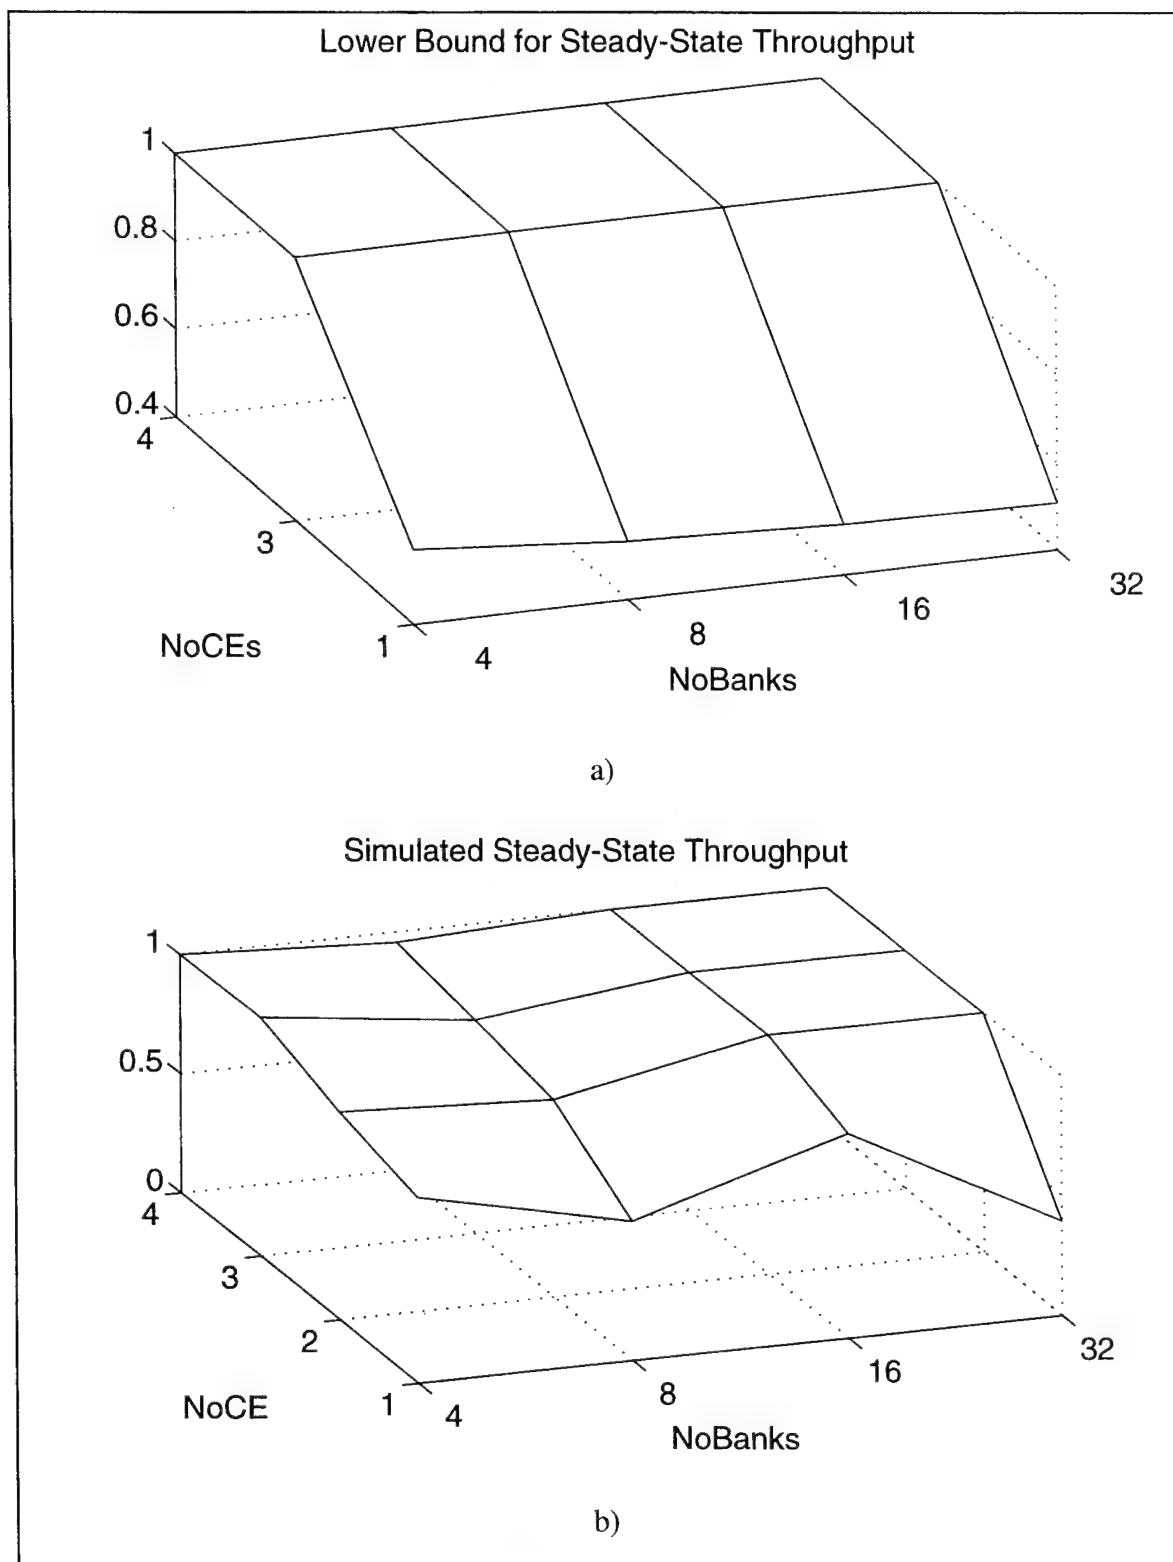 Lower Bound for Steady-State Throughput
1
0.8
0.6
0.4
4
3
1
NoCEs
4
8
16
32
NoBanks
a)
Simulated Steady-State Throughput
1
0.5
0
4
3
2
1
NoCE
4
8
16
32
NoBanks
b)